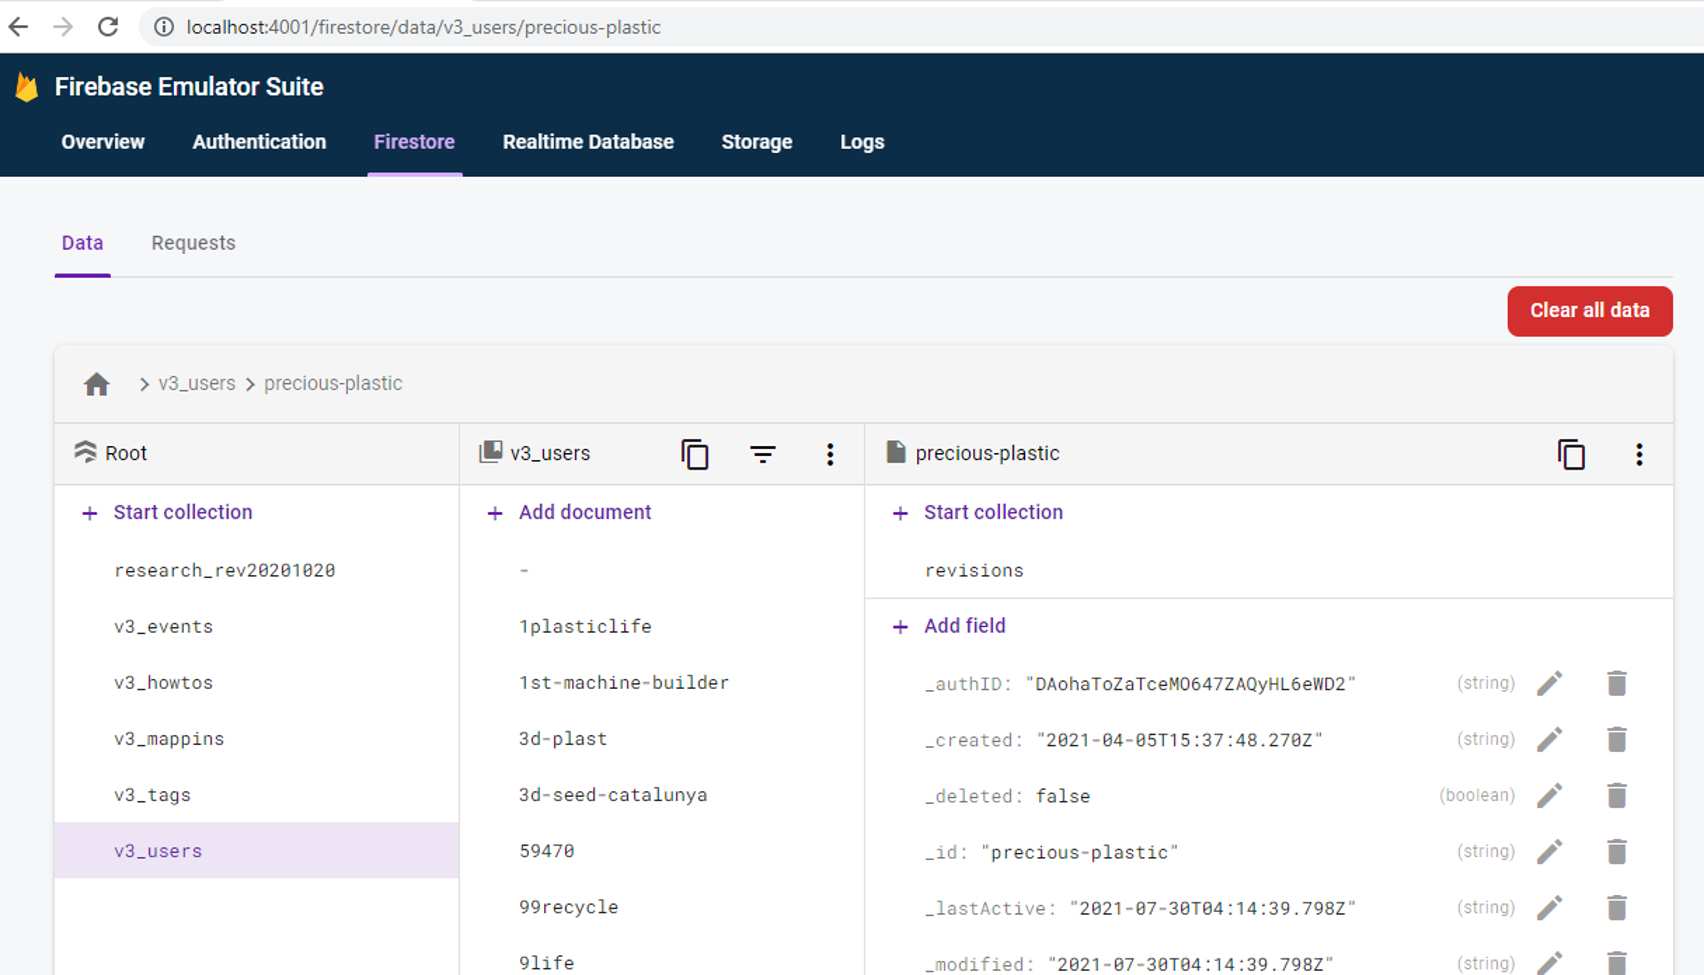 localhost:4001/firestore/data/v3_users/precious-plastic
Firebase Emulator Suite
Overview Authentication Firestore Realtime Database Storage Logs
Data Requests
Clear all data
v3_users precious-plastic
Root v3_users precious-plastic
+ Start collection + Add document + Start collection
research_rev20201020 - revisions
v3_events 1plasticlife + Add field
v3_howtos 1st-machine-builder _authID: "DAohaToZaTceMO647ZAQyHL6eWD2" (string)
v3_mappins 3d-plast _created: "2021-04-05T15:37:48.270Z" (string)
v3_tags 3d-seed-catalunya _deleted: false (boolean)
v3_users 59470 _id: "precious-plastic" (string)
99recycle _lastActive: "2021-07-30T04:14:39.798Z" (string)
9life _modified: "2021-07-30T04:14:39.798Z" (string)